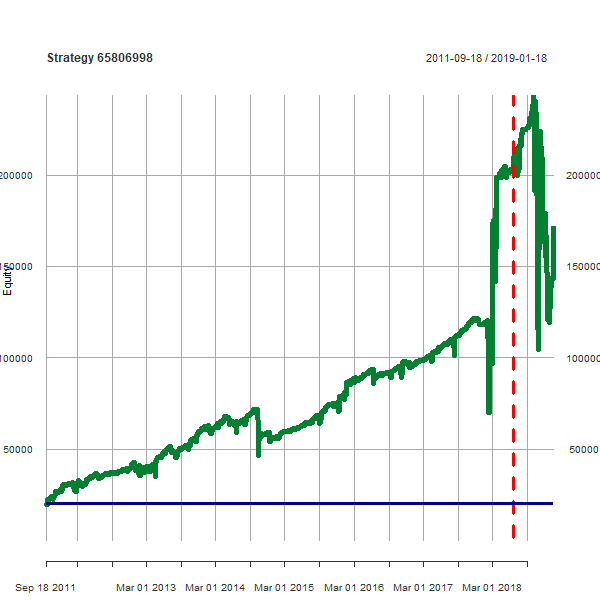 Strategy 65806998
2011-09-18 / 2019-01-18
200000 200000
150000 150000
Equity
100000 100000
50000 50000
Sep 18 2011 Mar 01 2013 Mar 01 2014 Mar 01 2015 Mar 01 2016 Mar 01 2017 Mar 01 2018